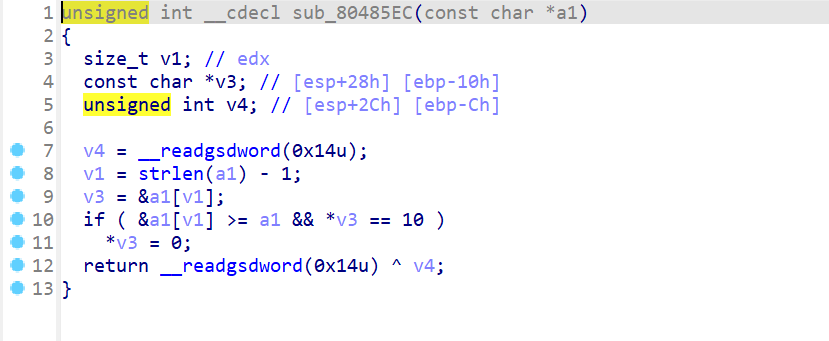 1 unsigned int __cdecl sub_80485EC(const char *a1)
2 {
3 size_t v1; // edx
4 const char *v3; // [esp+28h] [ebp-10h]
5 unsigned int v4; // [esp+2Ch] [ebp-Ch]
6
7 v4 = __readgsdword(0x14u);
8 v1 = strlen(a1) - 1;
9 v3 = &a1[v1];
10 if ( &a1[v1] >= a1 && *v3 == 10 )
11 *v3 = 0;
12 return __readgsdword(0x14u) ^ v4;
13 }